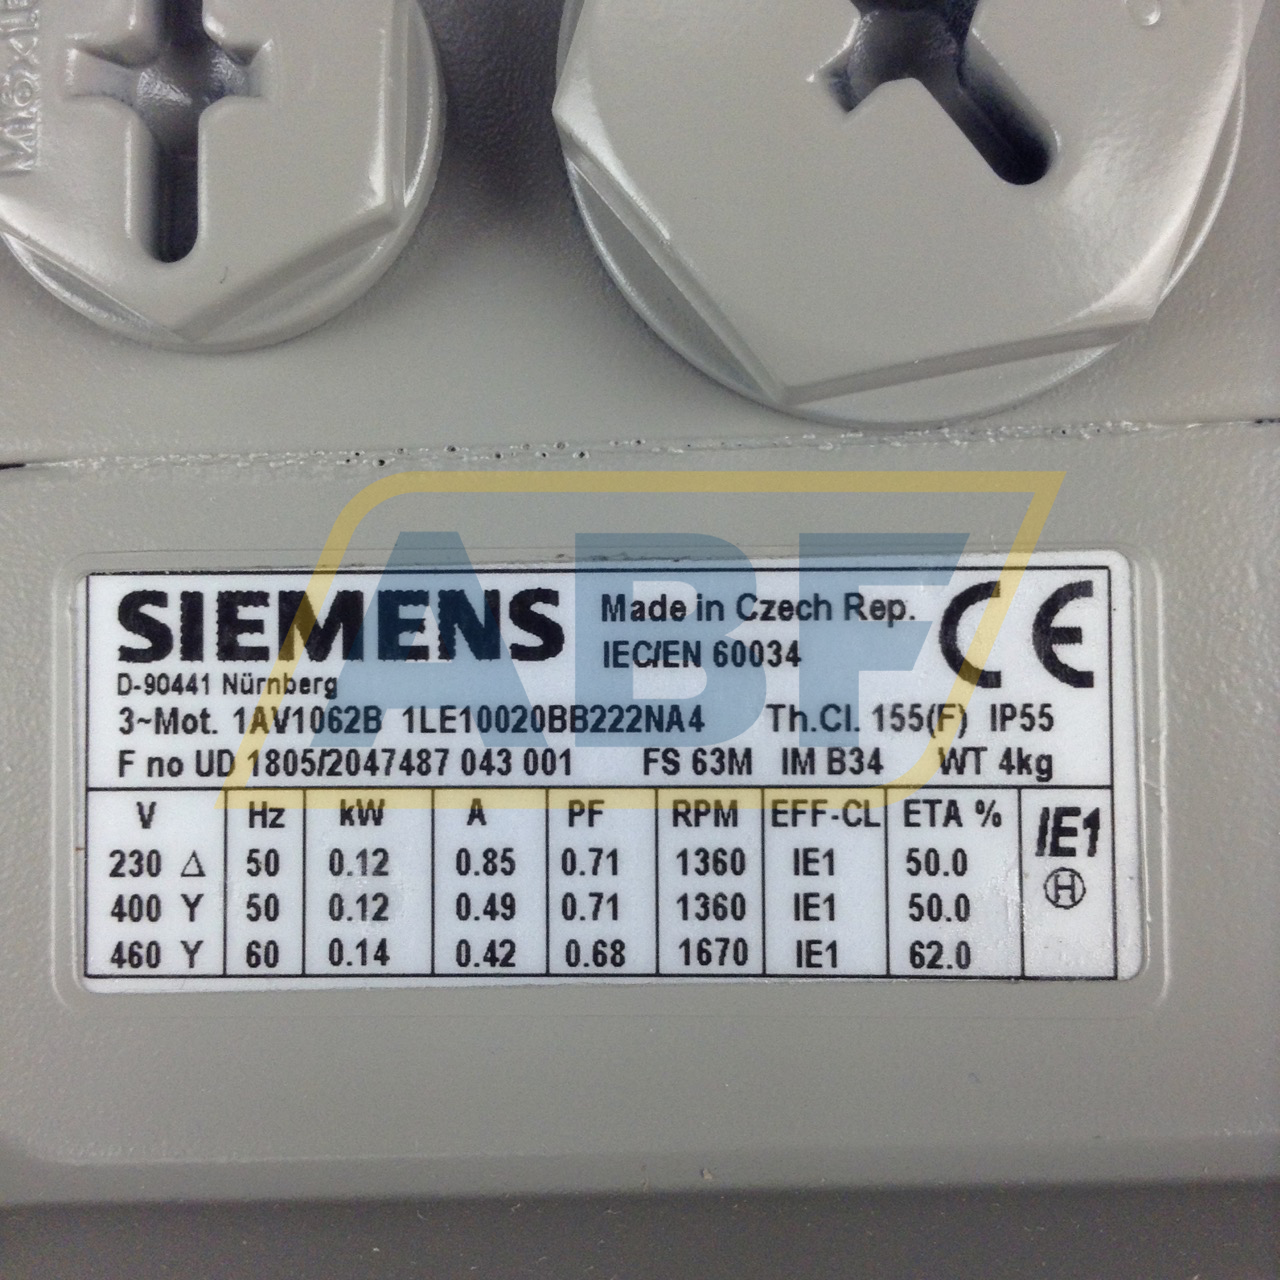 M16x1
SIEMENS Made in Czech Rep. CE
IEC/EN 60034
D-90441 Nürnberg
3~Mot. 1AV1062B 1LE10020BB222NA4 Th.Cl. 155(F) IP55
F no UD 1805/2047487 043 001 FS 63M IM B34 WT 4kg
V Hz kW A PF RPM EFF-CL ETA % IE1
230 Δ 50 0.12 0.85 0.71 1360 IE1 50.0 H
400 Y 50 0.12 0.49 0.71 1360 IE1 50.0
460 Y 60 0.14 0.42 0.68 1670 IE1 62.0
ABF